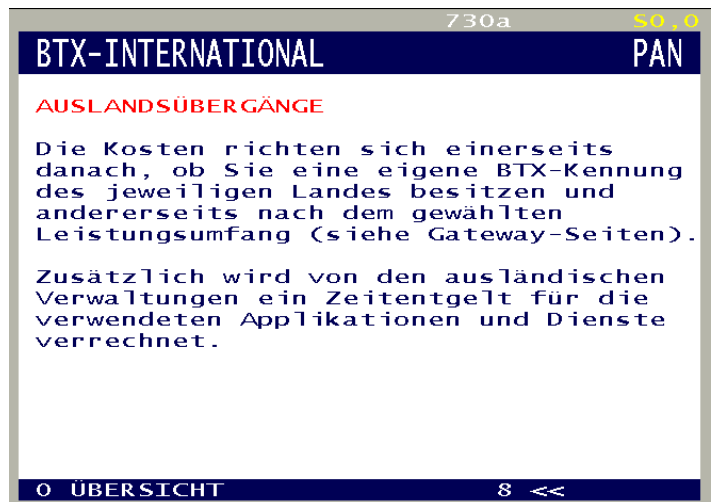 730a S0,0
BTX-INTERNATIONAL PAN
AUSLANDSÜBERGÄNGE
Die Kosten richten sich einerseits
danach, ob Sie eine eigene BTX-Kennung
des jeweiligen Landes besitzen und
andererseits nach dem gewählten
Leistungsumfang (siehe Gateway-Seiten).
Zusätzlich wird von den ausländischen
Verwaltungen ein Zeitentgelt für die
verwendeten Applikationen und Dienste
verrechnet.
0 ÜBERSICHT 8 <<